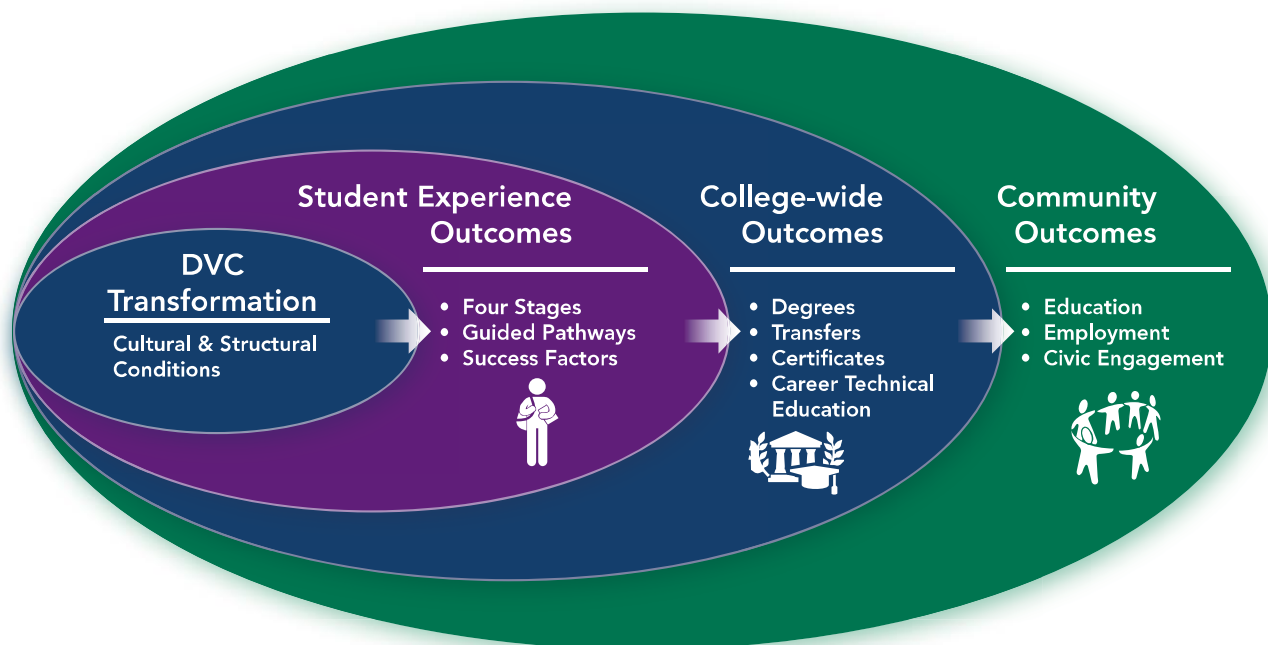 DVC
Transformation
Cultural & Structural
Conditions
Student Experience
Outcomes
• Four Stages
• Guided Pathways
• Success Factors
College-wide
Outcomes
• Degrees
• Transfers
• Certificates
• Career Technical
Education
Community
Outcomes
• Education
• Employment
• Civic Engagement